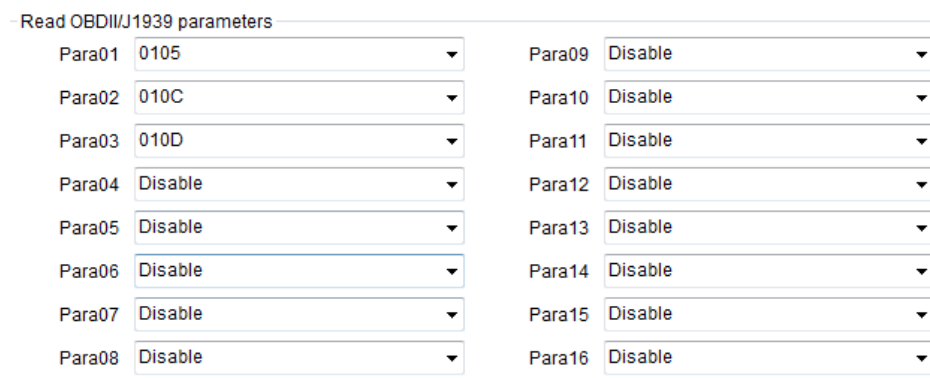 Read OBDII/J1939 parameters
Para01 0105 Para09 Disable
Para02 010C Para10 Disable
Para03 010D Para11 Disable
Para04 Disable Para12 Disable
Para05 Disable Para13 Disable
Para06 Disable Para14 Disable
Para07 Disable Para15 Disable
Para08 Disable Para16 Disable